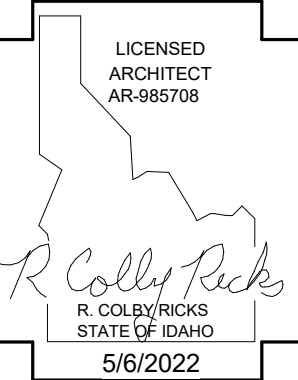 LICENSED
ARCHITECT
AR-985708
R Colby Ricks
R. COLBY RICKS
STATE OF IDAHO
5/6/2022